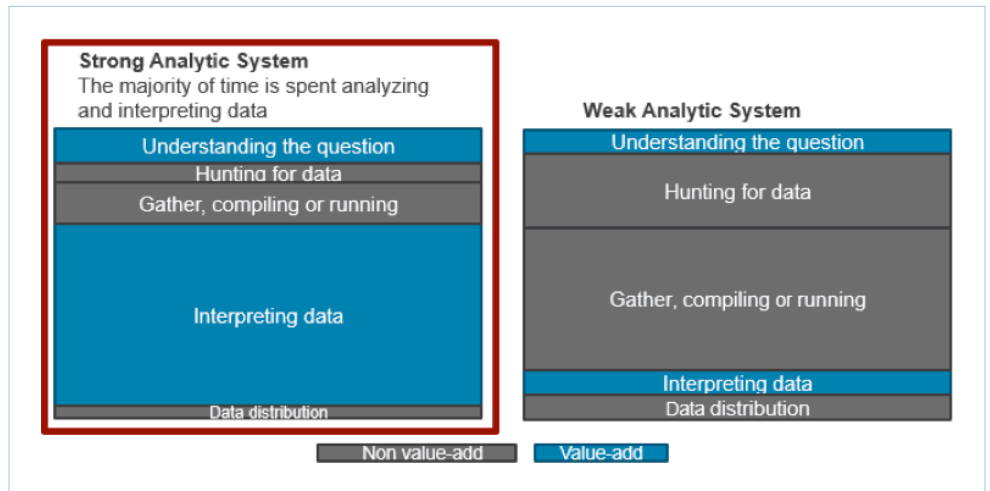 Strong Analytic System
The majority of time is spent analyzing
and interpreting data
Understanding the question
Hunting for data
Gather, compiling or running
Interpreting data
Data distribution
Weak Analytic System
Understanding the question
Hunting for data
Gather, compiling or running
Interpreting data
Data distribution
Non value-add
Value-add